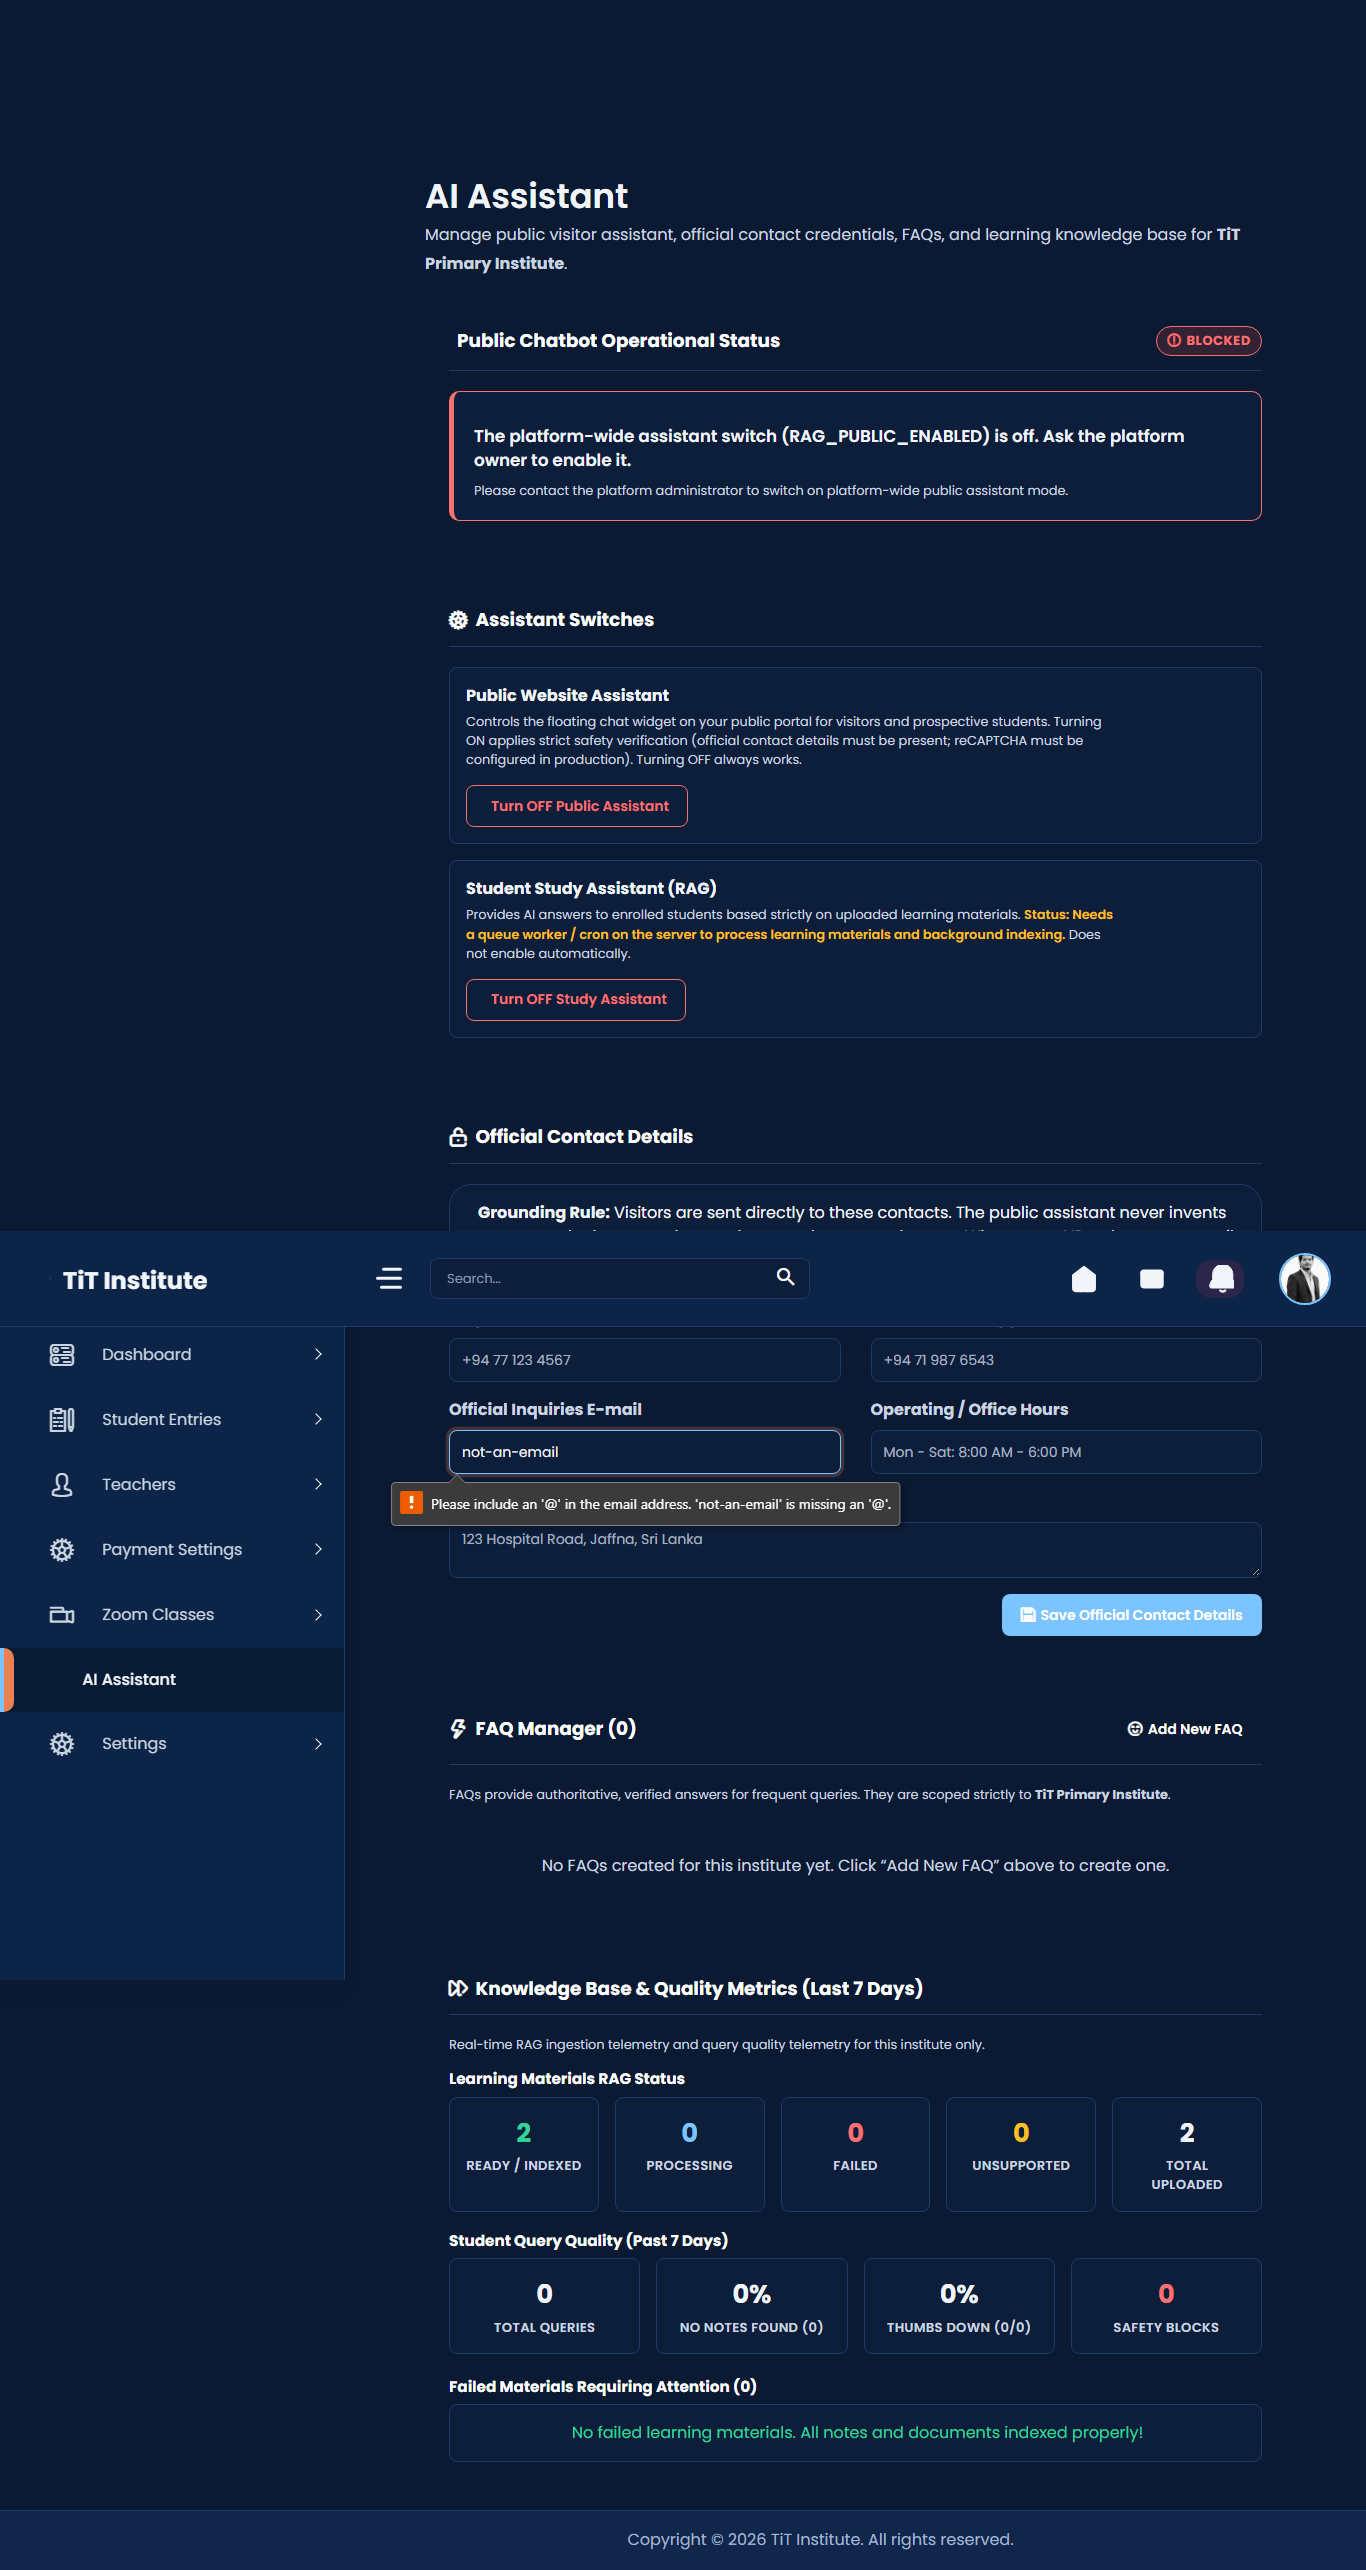 AI Assistant
Manage public visitor assistant, official contact credentials, FAQs, and learning knowledge base for TiT
Primary Institute.
Public Chatbot Operational Status
BLOCKED
The platform-wide assistant switch (RAG_PUBLIC_ENABLED) is off. Ask the platform
owner to enable it.
Please contact the platform administrator to switch on platform-wide public assistant mode.
Assistant Switches
Public Website Assistant
Controls the floating chat widget on your public portal for visitors and prospective students. Turning
ON applies strict safety verification (official contact details must be present; reCAPTCHA must be
configured in production). Turning OFF always works.
Turn OFF Public Assistant
Student Study Assistant (RAG)
Provides AI answers to enrolled students based strictly on uploaded learning materials. Status: Needs
a queue worker / cron on the server to process learning materials and background indexing. Does
not enable automatically.
Turn OFF Study Assistant
Official Contact Details
Grounding Rule: Visitors are sent directly to these contacts. The public assistant never invents
TiT Institute
Search...
Dashboard
Student Entries
Teachers
Payment Settings
Zoom Classes
AI Assistant
Settings
+94 77 123 4567
+94 71 987 6543
Official Inquiries E-mail
Operating / Office Hours
not-an-email
Mon - Sat: 8:00 AM - 6:00 PM
Please include an '@' in the email address. 'not-an-email' is missing an '@'.
123 Hospital Road, Jaffna, Sri Lanka
Save Official Contact Details
FAQ Manager (0)
Add New FAQ
FAQs provide authoritative, verified answers for frequent queries. They are scoped strictly to TiT Primary Institute.
No FAQs created for this institute yet. Click “Add New FAQ” above to create one.
Knowledge Base & Quality Metrics (Last 7 Days)
Real-time RAG ingestion telemetry and query quality telemetry for this institute only.
Learning Materials RAG Status
2
READY / INDEXED
0
PROCESSING
0
FAILED
0
UNSUPPORTED
2
TOTAL
UPLOADED
Student Query Quality (Past 7 Days)
0
TOTAL QUERIES
0%
NO NOTES FOUND (0)
0%
THUMBS DOWN (0/0)
0
SAFETY BLOCKS
Failed Materials Requiring Attention (0)
No failed learning materials. All notes and documents indexed properly!
Copyright © 2026 TiT Institute. All rights reserved.